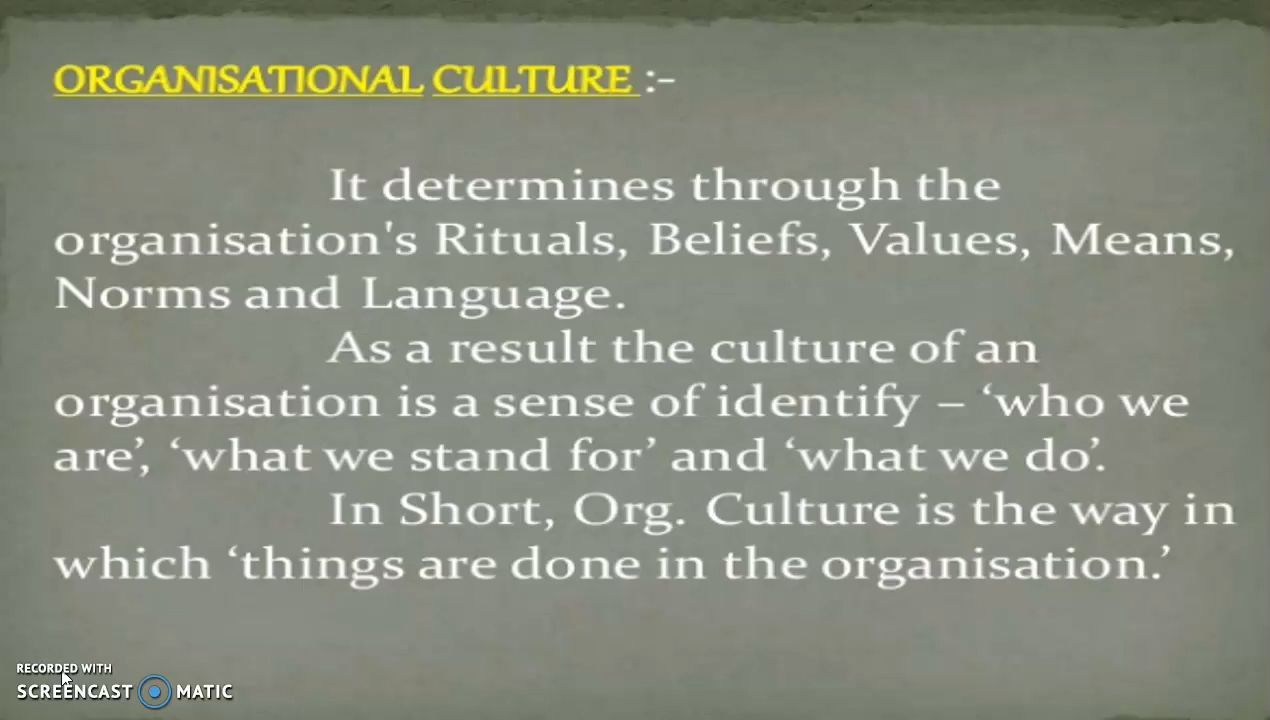 ORGANISATIONAL CULTURE :-
It determines through the
organisation's Rituals, Beliefs, Values, Means,
Norms and Language.
As a result the culture of an
organisation is a sense of identify – ‘who we
are’, ‘what we stand for’ and ‘what we do’.
In Short, Org. Culture is the way in
which ‘things are done in the organisation.’
RECORDED WITH
SCREENCAST MATIC